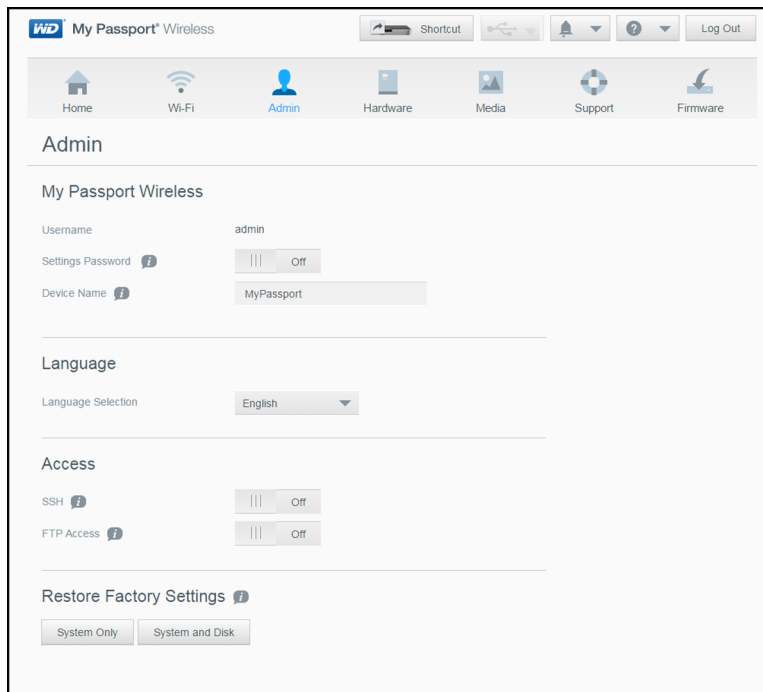 WD My Passport® Wireless
Shortcut
Log Out
Home
Wi-Fi
Admin
Hardware
Media
Support
Firmware
Admin
My Passport Wireless
Username admin
Settings Password i Off
Device Name i MyPassport
Language
Language Selection English
Access
SSH i Off
FTP Access i Off
Restore Factory Settings i
System Only
System and Disk